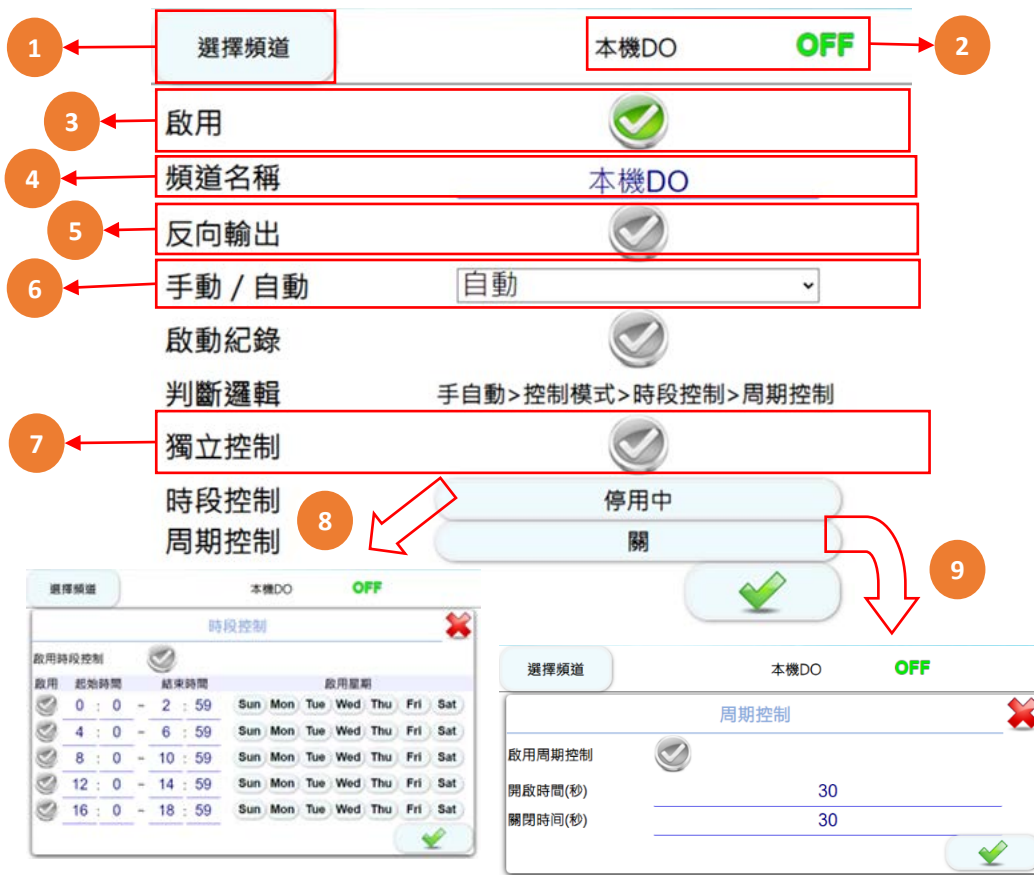 1 選擇頻道 本機DO OFF 2
3 啟用
4 頻道名稱 本機DO
5 反向輸出
6 手動 / 自動 自動
啟動紀錄
判斷邏輯 手自動>控制模式>時段控制>周期控制
7 獨立控制
時段控制 8 停用中
周期控制 關
9
選擇頻道 本機DO OFF
時段控制
啟用時段控制
啟用 起始時間 結束時間 啟用星期
0 : 0 - 2 : 59 Sun Mon Tue Wed Thu Fri Sat
4 : 0 - 6 : 59 Sun Mon Tue Wed Thu Fri Sat
8 : 0 - 10 : 59 Sun Mon Tue Wed Thu Fri Sat
12 : 0 - 14 : 59 Sun Mon Tue Wed Thu Fri Sat
16 : 0 - 18 : 59 Sun Mon Tue Wed Thu Fri Sat
選擇頻道 本機DO OFF
周期控制
啟用周期控制
開啟時間(秒) 30
關閉时间(秒) 30